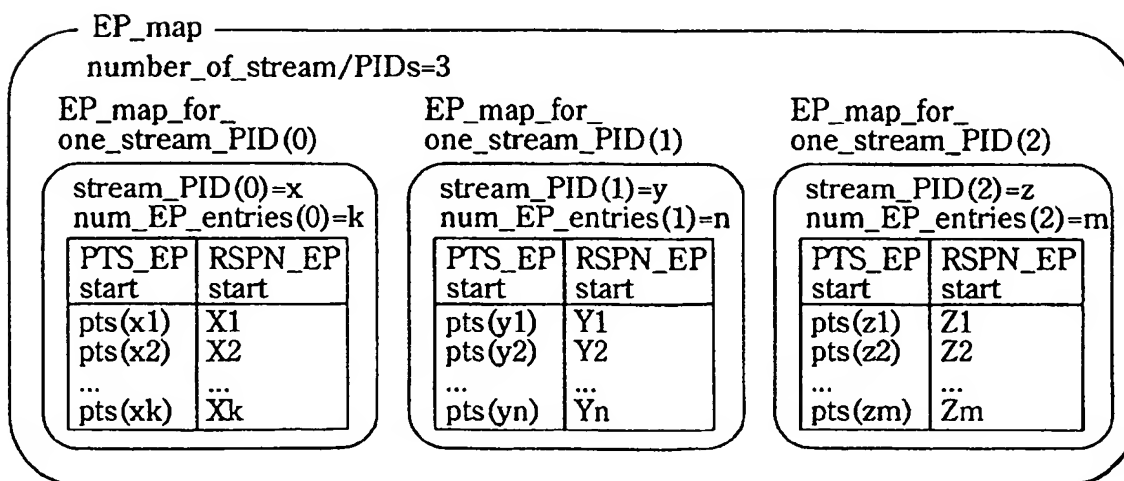 EP_map
number_of_stream/PIDs=3
EP_map_for_
one_stream_PID(0)
stream_PID(0)=x
num_EP_entries(0)=k
PTS_EP RSPN_EP
start start
pts(x1) X1
pts(x2) X2
... ...
pts(xk) Xk
EP_map_for_
one_stream_PID(1)
stream_PID(1)=y
num_EP_entries(1)=n
PTS_EP RSPN_EP
start start
pts(y1) Y1
pts(y2) Y2
... ...
pts(yn) Yn
EP_map_for_
one_stream_PID(2)
stream_PID(2)=z
num_EP_entries(2)=m
PTS_EP RSPN_EP
start start
pts(z1) Z1
pts(z2) Z2
... ...
pts(zm) Zm